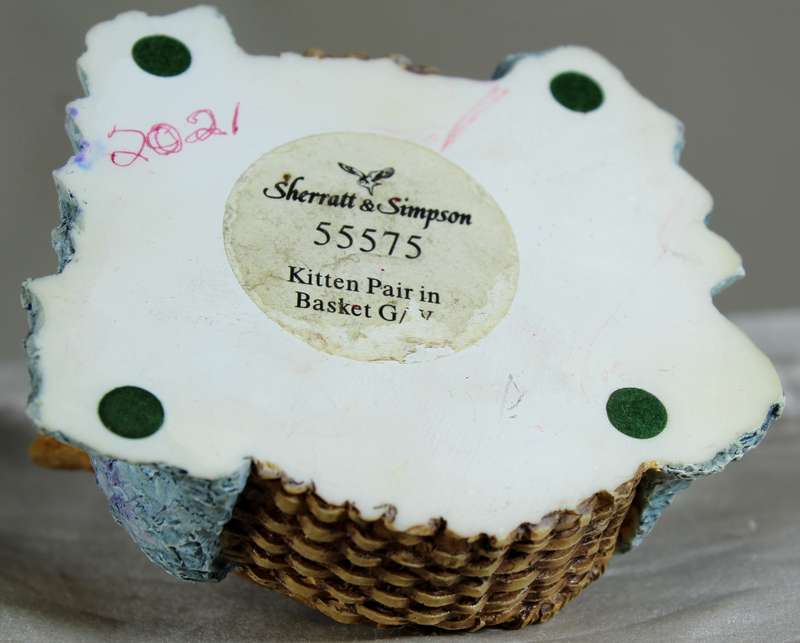 2021
Sherratt & Simpson
55575
Kitten Pair in
Basket G/